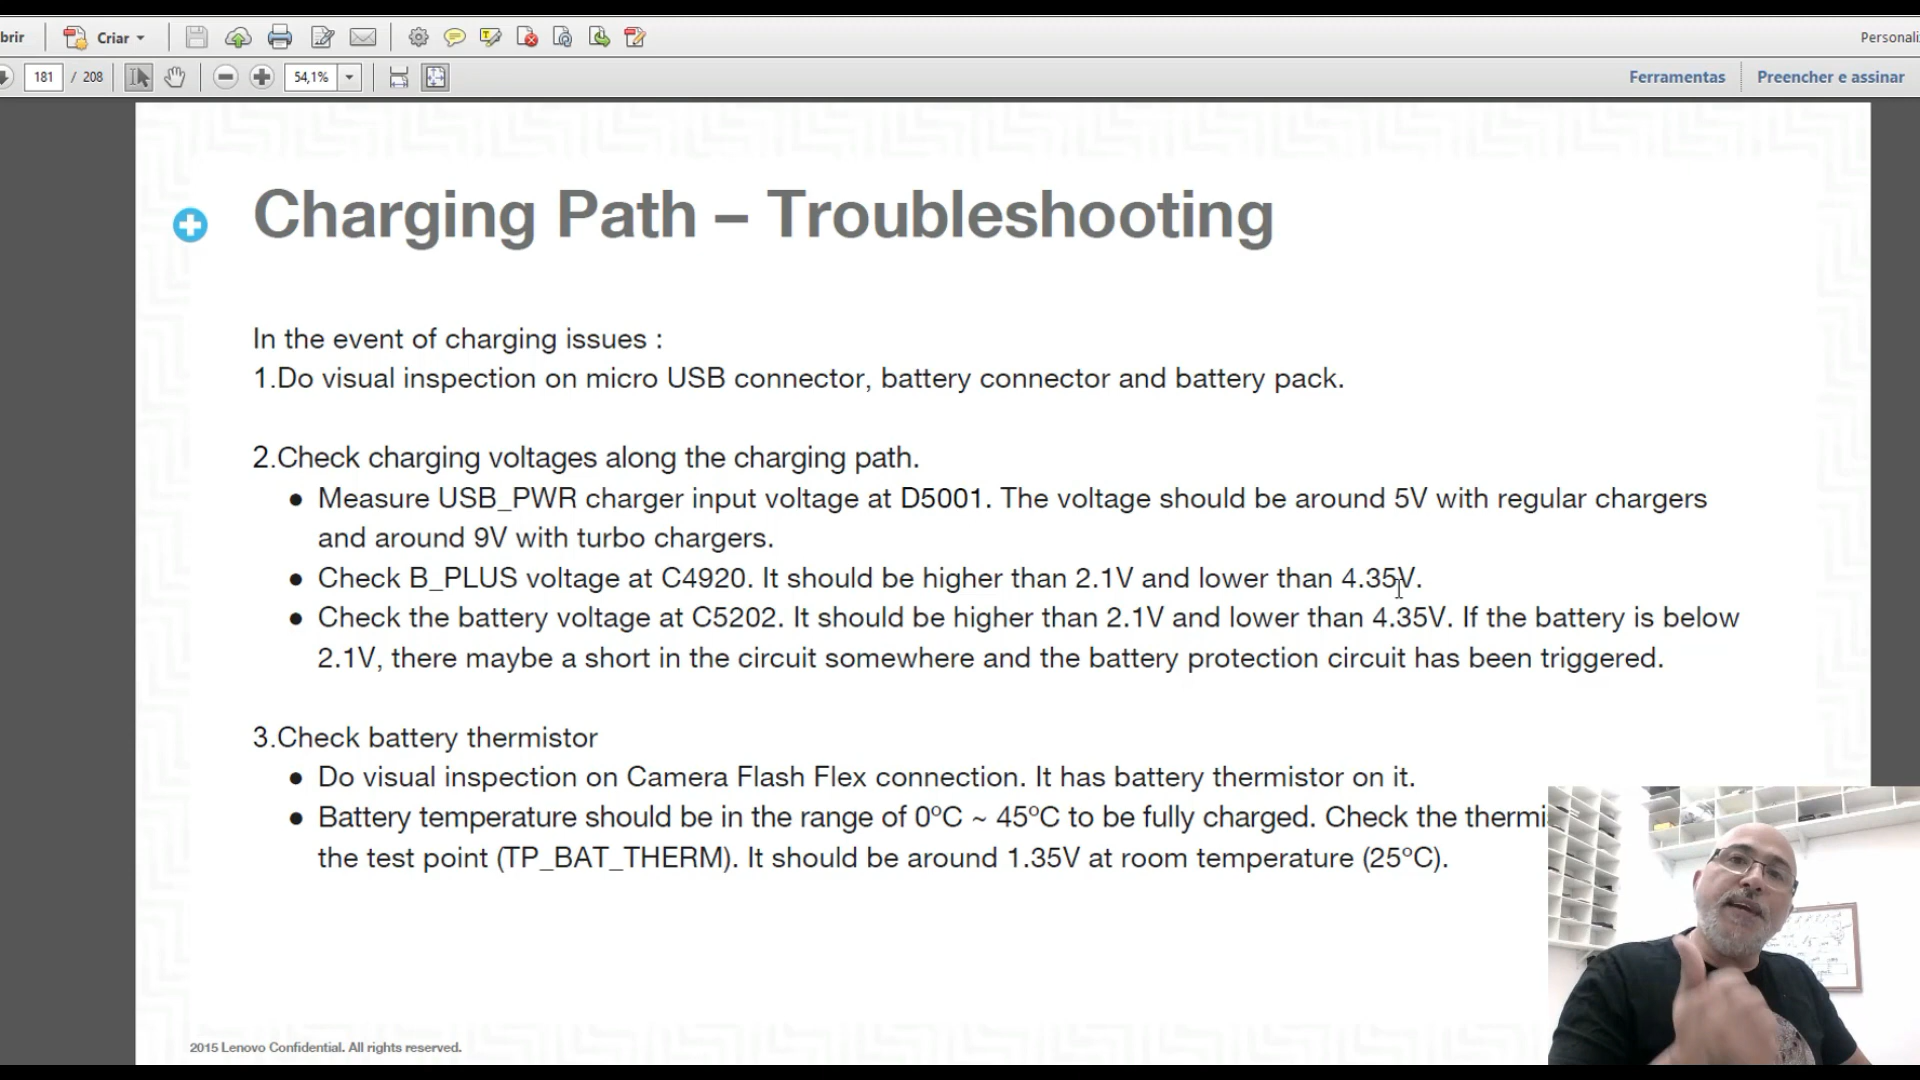 Criar
Personali
181 / 208
54,1%
Ferramentas
Preencher e assinar
Charging Path – Troubleshooting
In the event of charging issues :
1.Do visual inspection on micro USB connector, battery connector and battery pack.
2.Check charging voltages along the charging path.
● Measure USB_PWR charger input voltage at D5001. The voltage should be around 5V with regular chargers
and around 9V with turbo chargers.
● Check B_PLUS voltage at C4920. It should be higher than 2.1V and lower than 4.35V.
● Check the battery voltage at C5202. It should be higher than 2.1V and lower than 4.35V. If the battery is below
2.1V, there maybe a short in the circuit somewhere and the battery protection circuit has been triggered.
3.Check battery thermistor
● Do visual inspection on Camera Flash Flex connection. It has battery thermistor on it.
● Battery temperature should be in the range of 0ºC ~ 45ºC to be fully charged. Check the thermi
the test point (TP_BAT_THERM). It should be around 1.35V at room temperature (25ºC).
2015 Lenovo Confidential. All rights reserved.